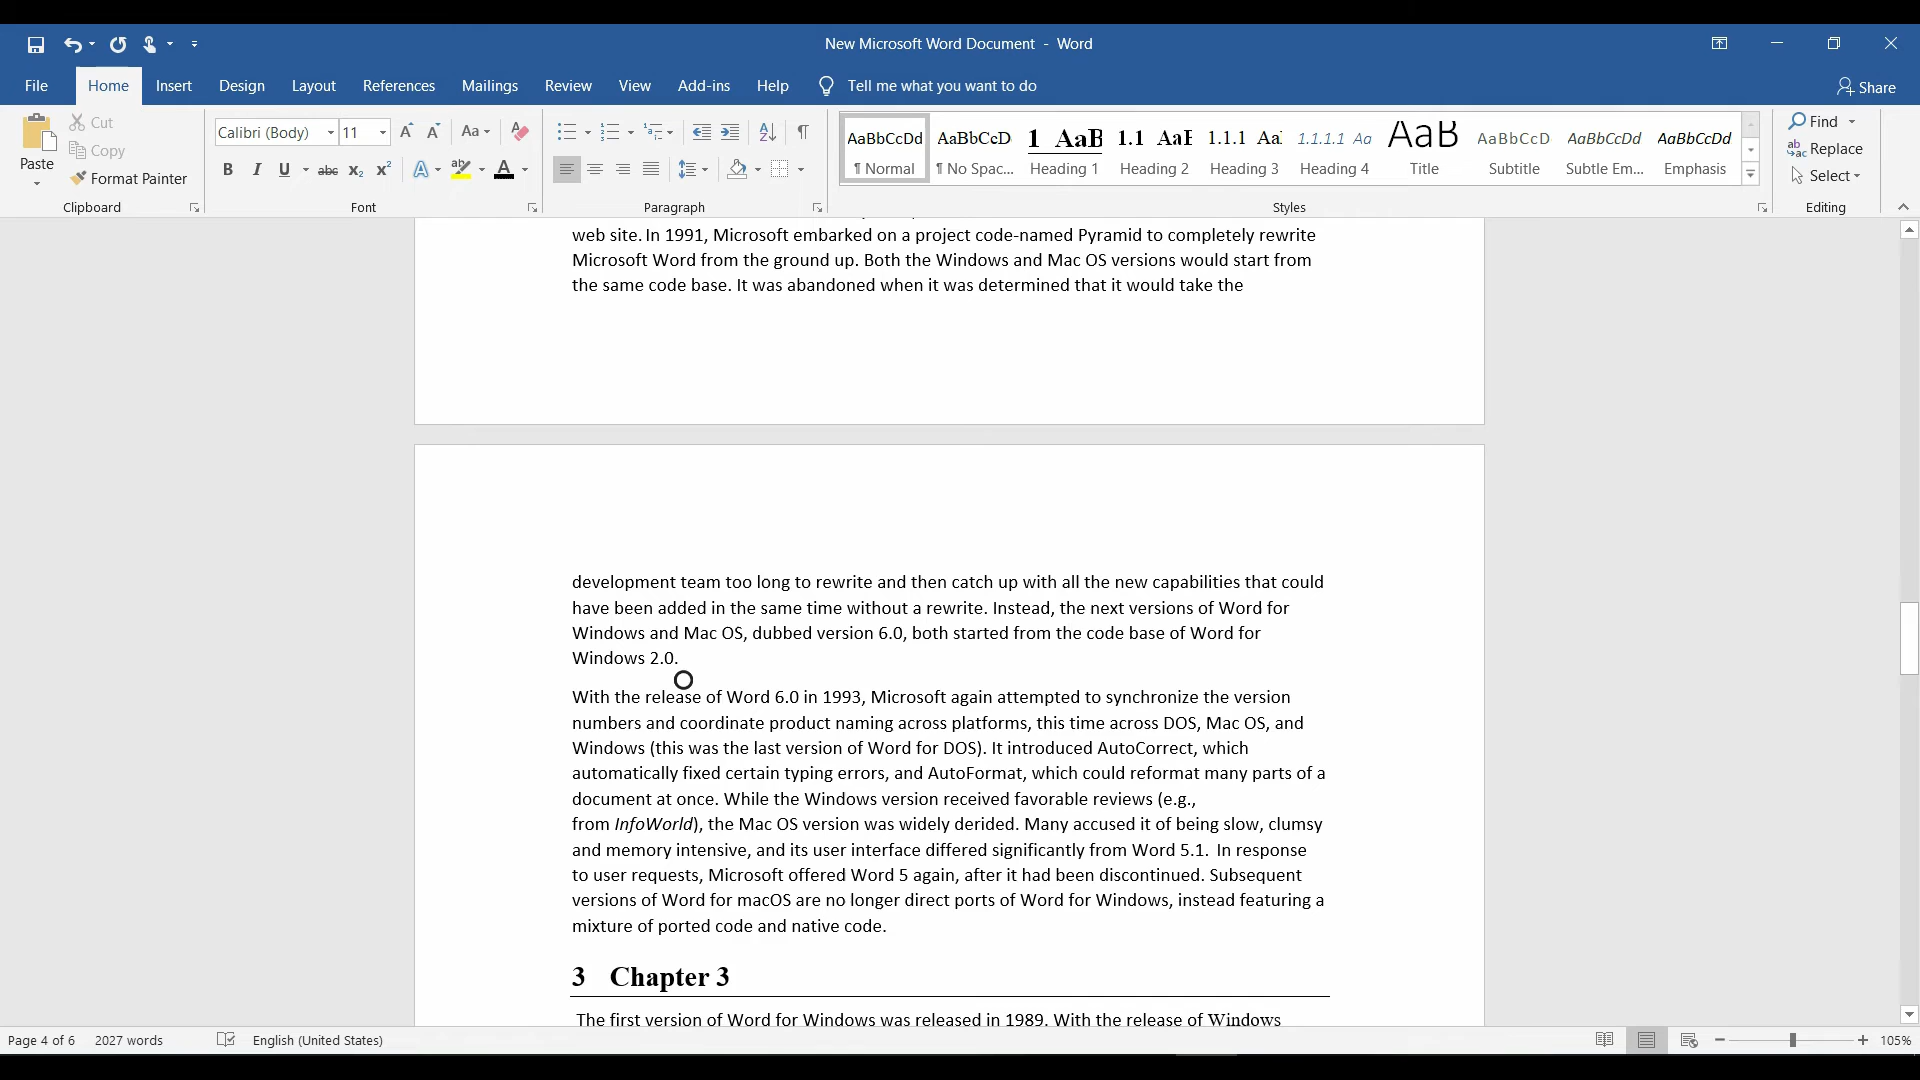 New Microsoft Word Document - Word
File Home Insert Design Layout References Mailings Review View Add-ins Help Tell me what you want to do Share
Paste
Cut
Copy
Format Painter
Clipboard
Calibri (Body) 11
Aa
B I U abc x₂ x² A A
Font
Paragraph
AaBbCcDd AaBbCcD 1 AaB 1.1 AaE 1.1.1 Aa 1.1.1.1 Aa AaB AaBbCcD AaBbCcDd AaBbCcDd
¶ Normal ¶ No Spac... Heading 1 Heading 2 Heading 3 Heading 4 Title Subtitle Subtle Em... Emphasis
Styles
Find
Replace
Select
Editing
web site. In 1991, Microsoft embarked on a project code-named Pyramid to completely rewrite
Microsoft Word from the ground up. Both the Windows and Mac OS versions would start from
the same code base. It was abandoned when it was determined that it would take the
development team too long to rewrite and then catch up with all the new capabilities that could
have been added in the same time without a rewrite. Instead, the next versions of Word for
Windows and Mac OS, dubbed version 6.0, both started from the code base of Word for
Windows 2.0.
With the release of Word 6.0 in 1993, Microsoft again attempted to synchronize the version
numbers and coordinate product naming across platforms, this time across DOS, Mac OS, and
Windows (this was the last version of Word for DOS). It introduced AutoCorrect, which
automatically fixed certain typing errors, and AutoFormat, which could reformat many parts of a
document at once. While the Windows version received favorable reviews (e.g.,
from InfoWorld), the Mac OS version was widely derided. Many accused it of being slow, clumsy
and memory intensive, and its user interface differed significantly from Word 5.1. In response
to user requests, Microsoft offered Word 5 again, after it had been discontinued. Subsequent
versions of Word for macOS are no longer direct ports of Word for Windows, instead featuring a
mixture of ported code and native code.
3 Chapter 3
The first version of Word for Windows was released in 1989. With the release of Windows
Page 4 of 6 2027 words English (United States) 105%